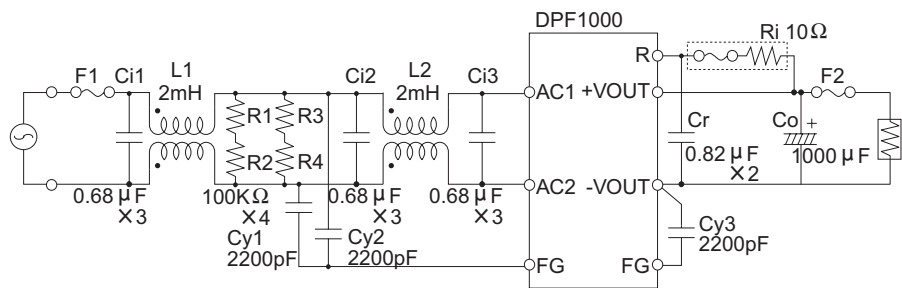 DPF1000
R
Ri 10Ω
F1
Ci1
L1
2mH
Ci2
L2
2mH
Ci3
AC1
+VOUT
F2
R1
R3
Cr
Co
+
R2
R4
0.82μF
×2
1000μF
AC2
-VOUT
0.68μF
×3
100KΩ
×4
0.68μF
×3
0.68μF
×3
Cy1
2200pF
Cy2
2200pF
Cy3
2200pF
FG
FG